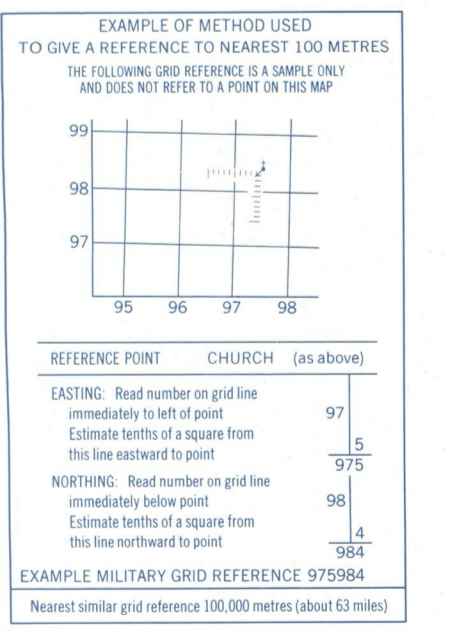 EXAMPLE OF METHOD USED
TO GIVE A REFERENCE TO NEAREST 100 METRES
THE FOLLOWING GRID REFERENCE IS A SAMPLE ONLY
AND DOES NOT REFER TO A POINT ON THIS MAP
99
98
97
95 96 97 98
REFERENCE POINT CHURCH (as above)
EASTING: Read number on grid line
immediately to left of point 97
Estimate tenths of a square from
this line eastward to point 5
975
NORTHING: Read number on grid line
immediately below point 98
Estimate tenths of a square from
this line northward to point 4
984
EXAMPLE MILITARY GRID REFERENCE 975984
Nearest similar grid reference 100,000 metres (about 63 miles)